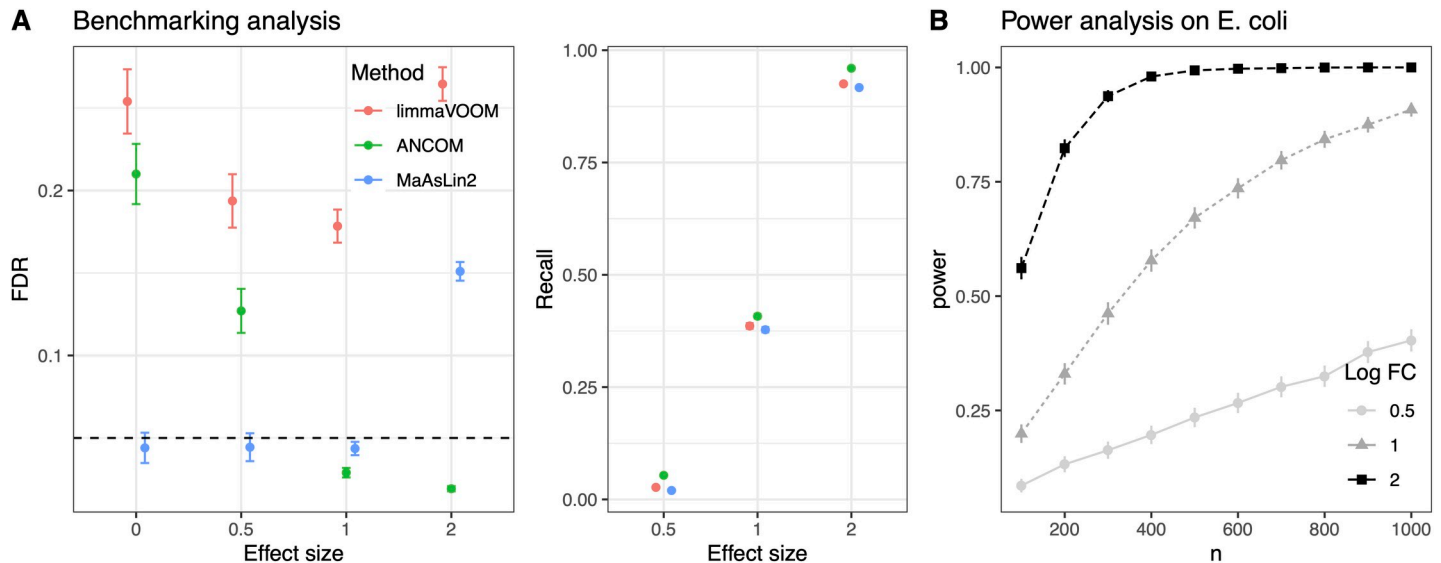 A Benchmarking analysis
Method
limmaVOOM
ANCOM
MaAsLin2
0.2
0.1
FDR
0 0.5 1 2
Effect size
1.00
0.75
0.50
0.25
0.00
Recall
0.5 1 2
Effect size
B Power analysis on E. coli
1.00
0.75
0.50
0.25
power
Log FC
0.5
1
2
200 400 600 800 1000
n